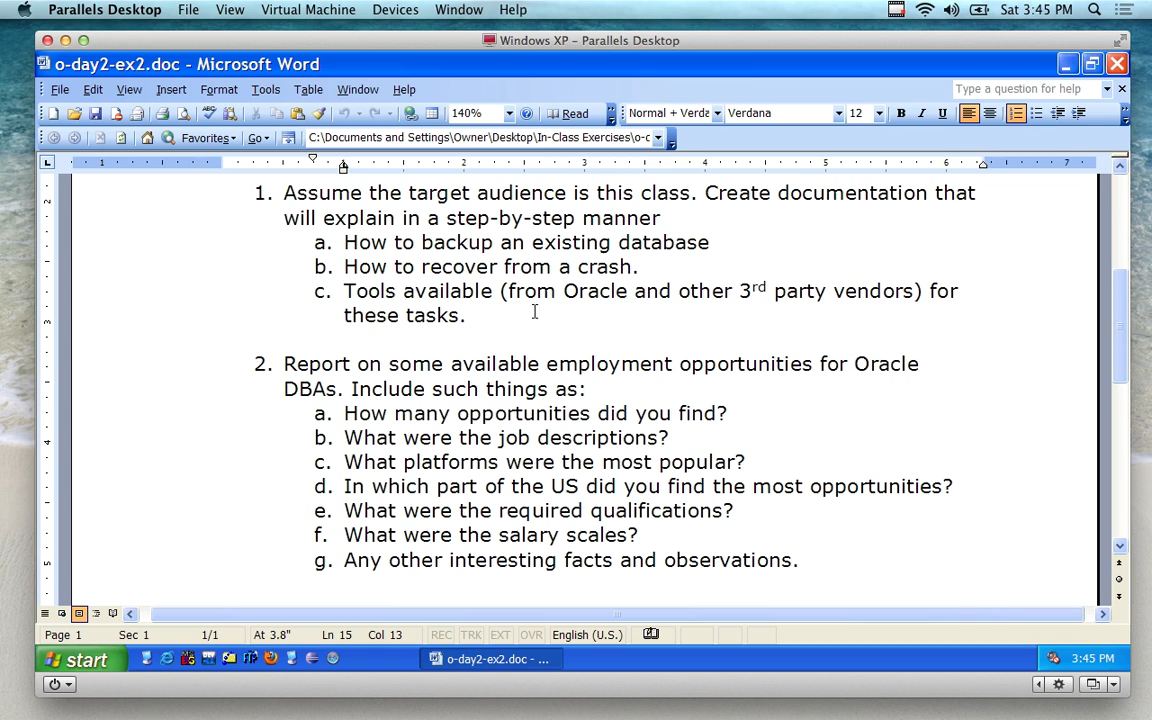 Parallels Desktop File View Virtual Machine Devices Window Help Sat 3:45 PM
Windows XP – Parallels Desktop
o-day2-ex2.doc - Microsoft Word
File Edit View Insert Format Tools Table Window Help Type a question for help
140% Read Normal + Verda Verdana 12 B I U
Favorites Go C:\Documents and Settings\Owner\Desktop\In-Class Exercises\o-c
1 2 3 4 5 6 7
1. Assume the target audience is this class. Create documentation that
will explain in a step-by-step manner
a. How to backup an existing database
b. How to recover from a crash.
c. Tools available (from Oracle and other 3rd party vendors) for
these tasks.
2. Report on some available employment opportunities for Oracle
DBAs. Include such things as:
a. How many opportunities did you find?
b. What were the job descriptions?
c. What platforms were the most popular?
d. In which part of the US did you find the most opportunities?
e. What were the required qualifications?
f. What were the salary scales?
g. Any other interesting facts and observations.
Page 1 Sec 1 1/1 At 3.8" Ln 15 Col 13 REC TRK EXT OVR English (U.S.)
start o-day2-ex2.doc - ... 3:45 PM